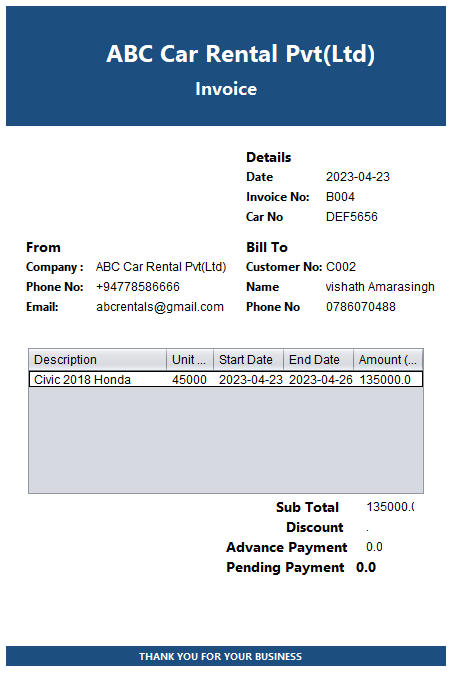 ABC Car Rental Pvt(Ltd)
Invoice
Details
Date 2023-04-23
Invoice No: B004
Car No DEF5656
From
Company : ABC Car Rental Pvt(Ltd)
Phone No: +94778586666
Email: abcrentals@gmail.com
Bill To
Customer No: C002
Name vishath Amarasingh
Phone No 0786070488
Description Unit ... Start Date End Date Amount (...
Civic 2018 Honda 45000 2023-04-23 2023-04-26 135000.0
Sub Total 135000.0
Discount .
Advance Payment 0.0
Pending Payment 0.0
THANK YOU FOR YOUR BUSINESS